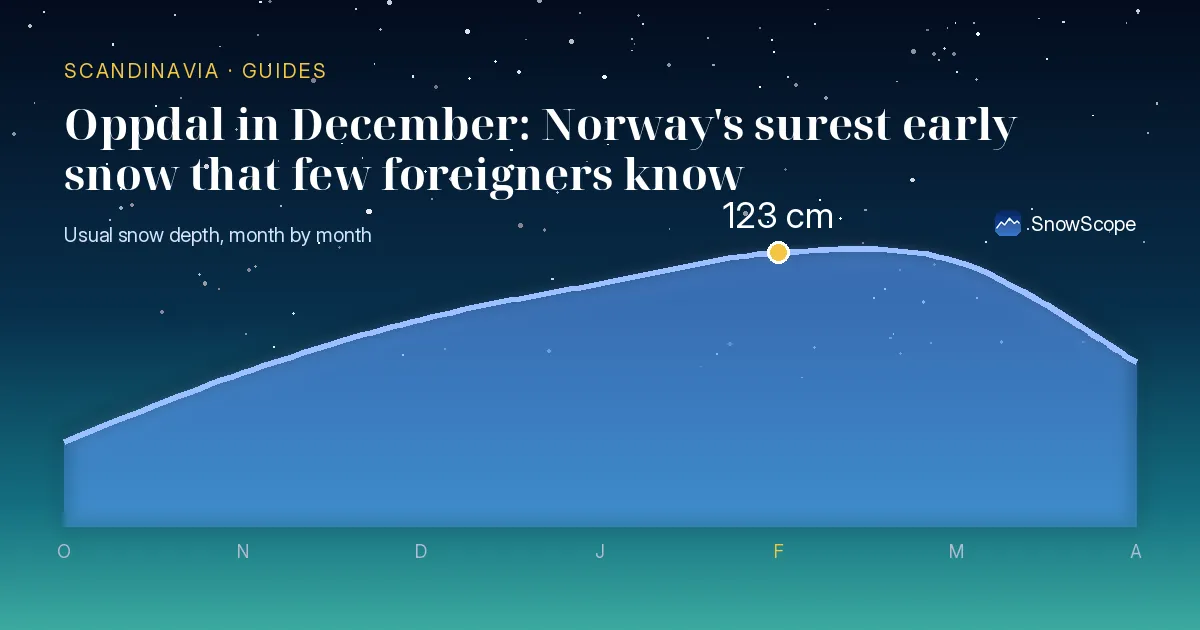 SCANDINAVIA · GUIDES
Oppdal in December: Norway's surest early
snow that few foreigners know
123 cm
Usual snow depth, month by month
SnowScope
O N D J F M A